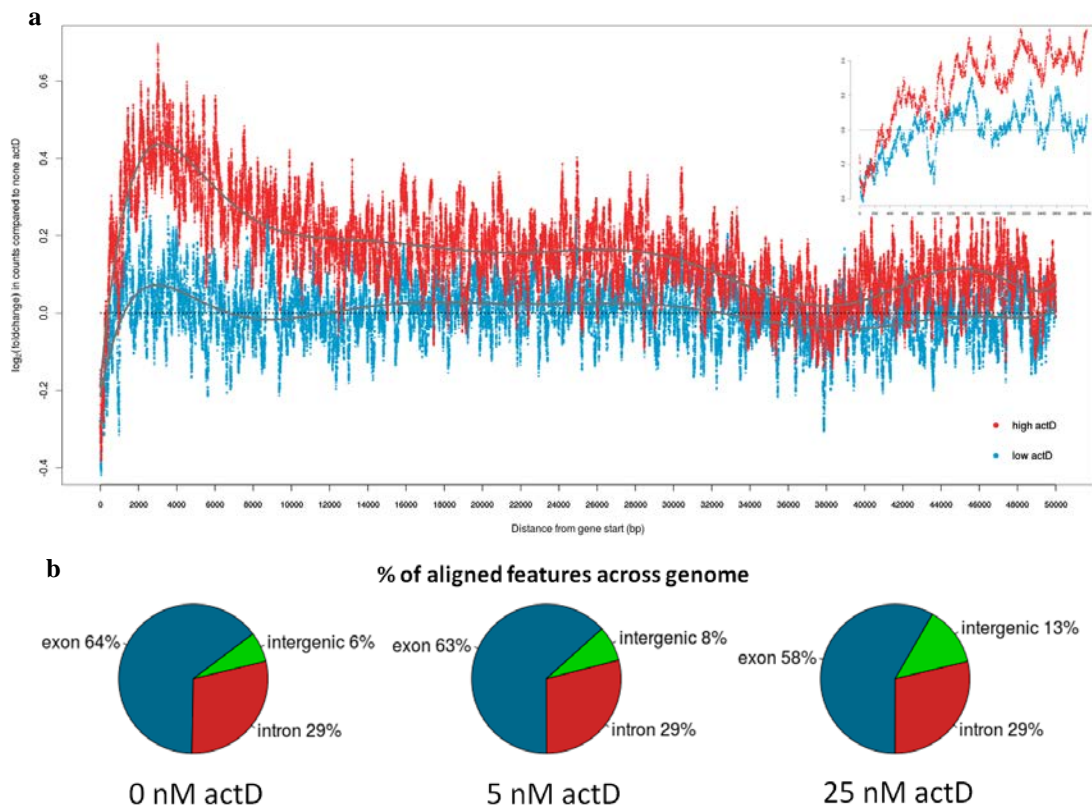 a
log2(foldchange) in counts compared to none actD
0.6
0.4
0.2
0.0
-0.2
-0.4
0 2000 4000 6000 8000 10000 12000 14000 16000 18000 20000 22000 24000 26000 28000 30000 32000 34000 36000 38000 40000 42000 44000 46000 48000 50000
Distance from gene start (bp)
high actD
low actD
b
% of aligned features across genome
exon 64%
intergenic 6%
intron 29%
0 nM actD
exon 63%
intergenic 8%
intron 29%
5 nM actD
exon 58%
intergenic 13%
intron 29%
25 nM actD